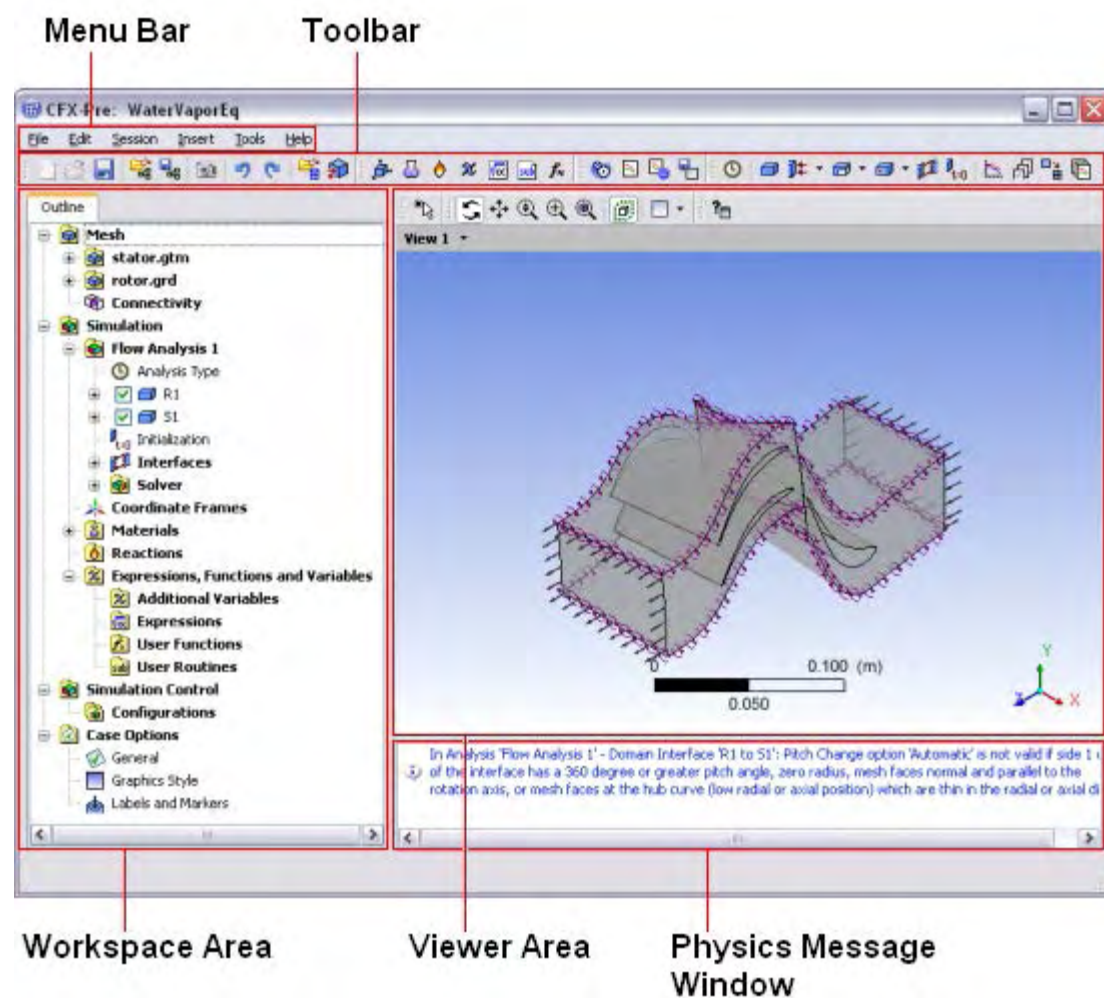 Menu Bar
Toolbar
CFX-Pre: WaterVaporEq
File Edit Session Insert Tools Help
Outline
Mesh
stator.gtm
rotor.grd
Connectivity
Simulation
Flow Analysis 1
Analysis Type
R1
S1
Initialization
Interfaces
Solver
Coordinate Frames
Materials
Reactions
Expressions, Functions and Variables
Additional Variables
Expressions
User Functions
User Routines
Simulation Control
Configurations
Case Options
General
Graphics Style
Labels and Markers
View 1
0 0.100 (m)
0.050
Y
Z X
In Analysis 'Flow Analysis 1' - Domain Interface 'R1 to S1': Pitch Change option 'Automatic' is not valid if side 1
of the interface has a 360 degree or greater pitch angle, zero radius, mesh faces normal and parallel to the
rotation axis, or mesh faces at the hub curve (low radial or axial position) which are thin in the radial or axial di
Workspace Area
Viewer Area
Physics Message
Window